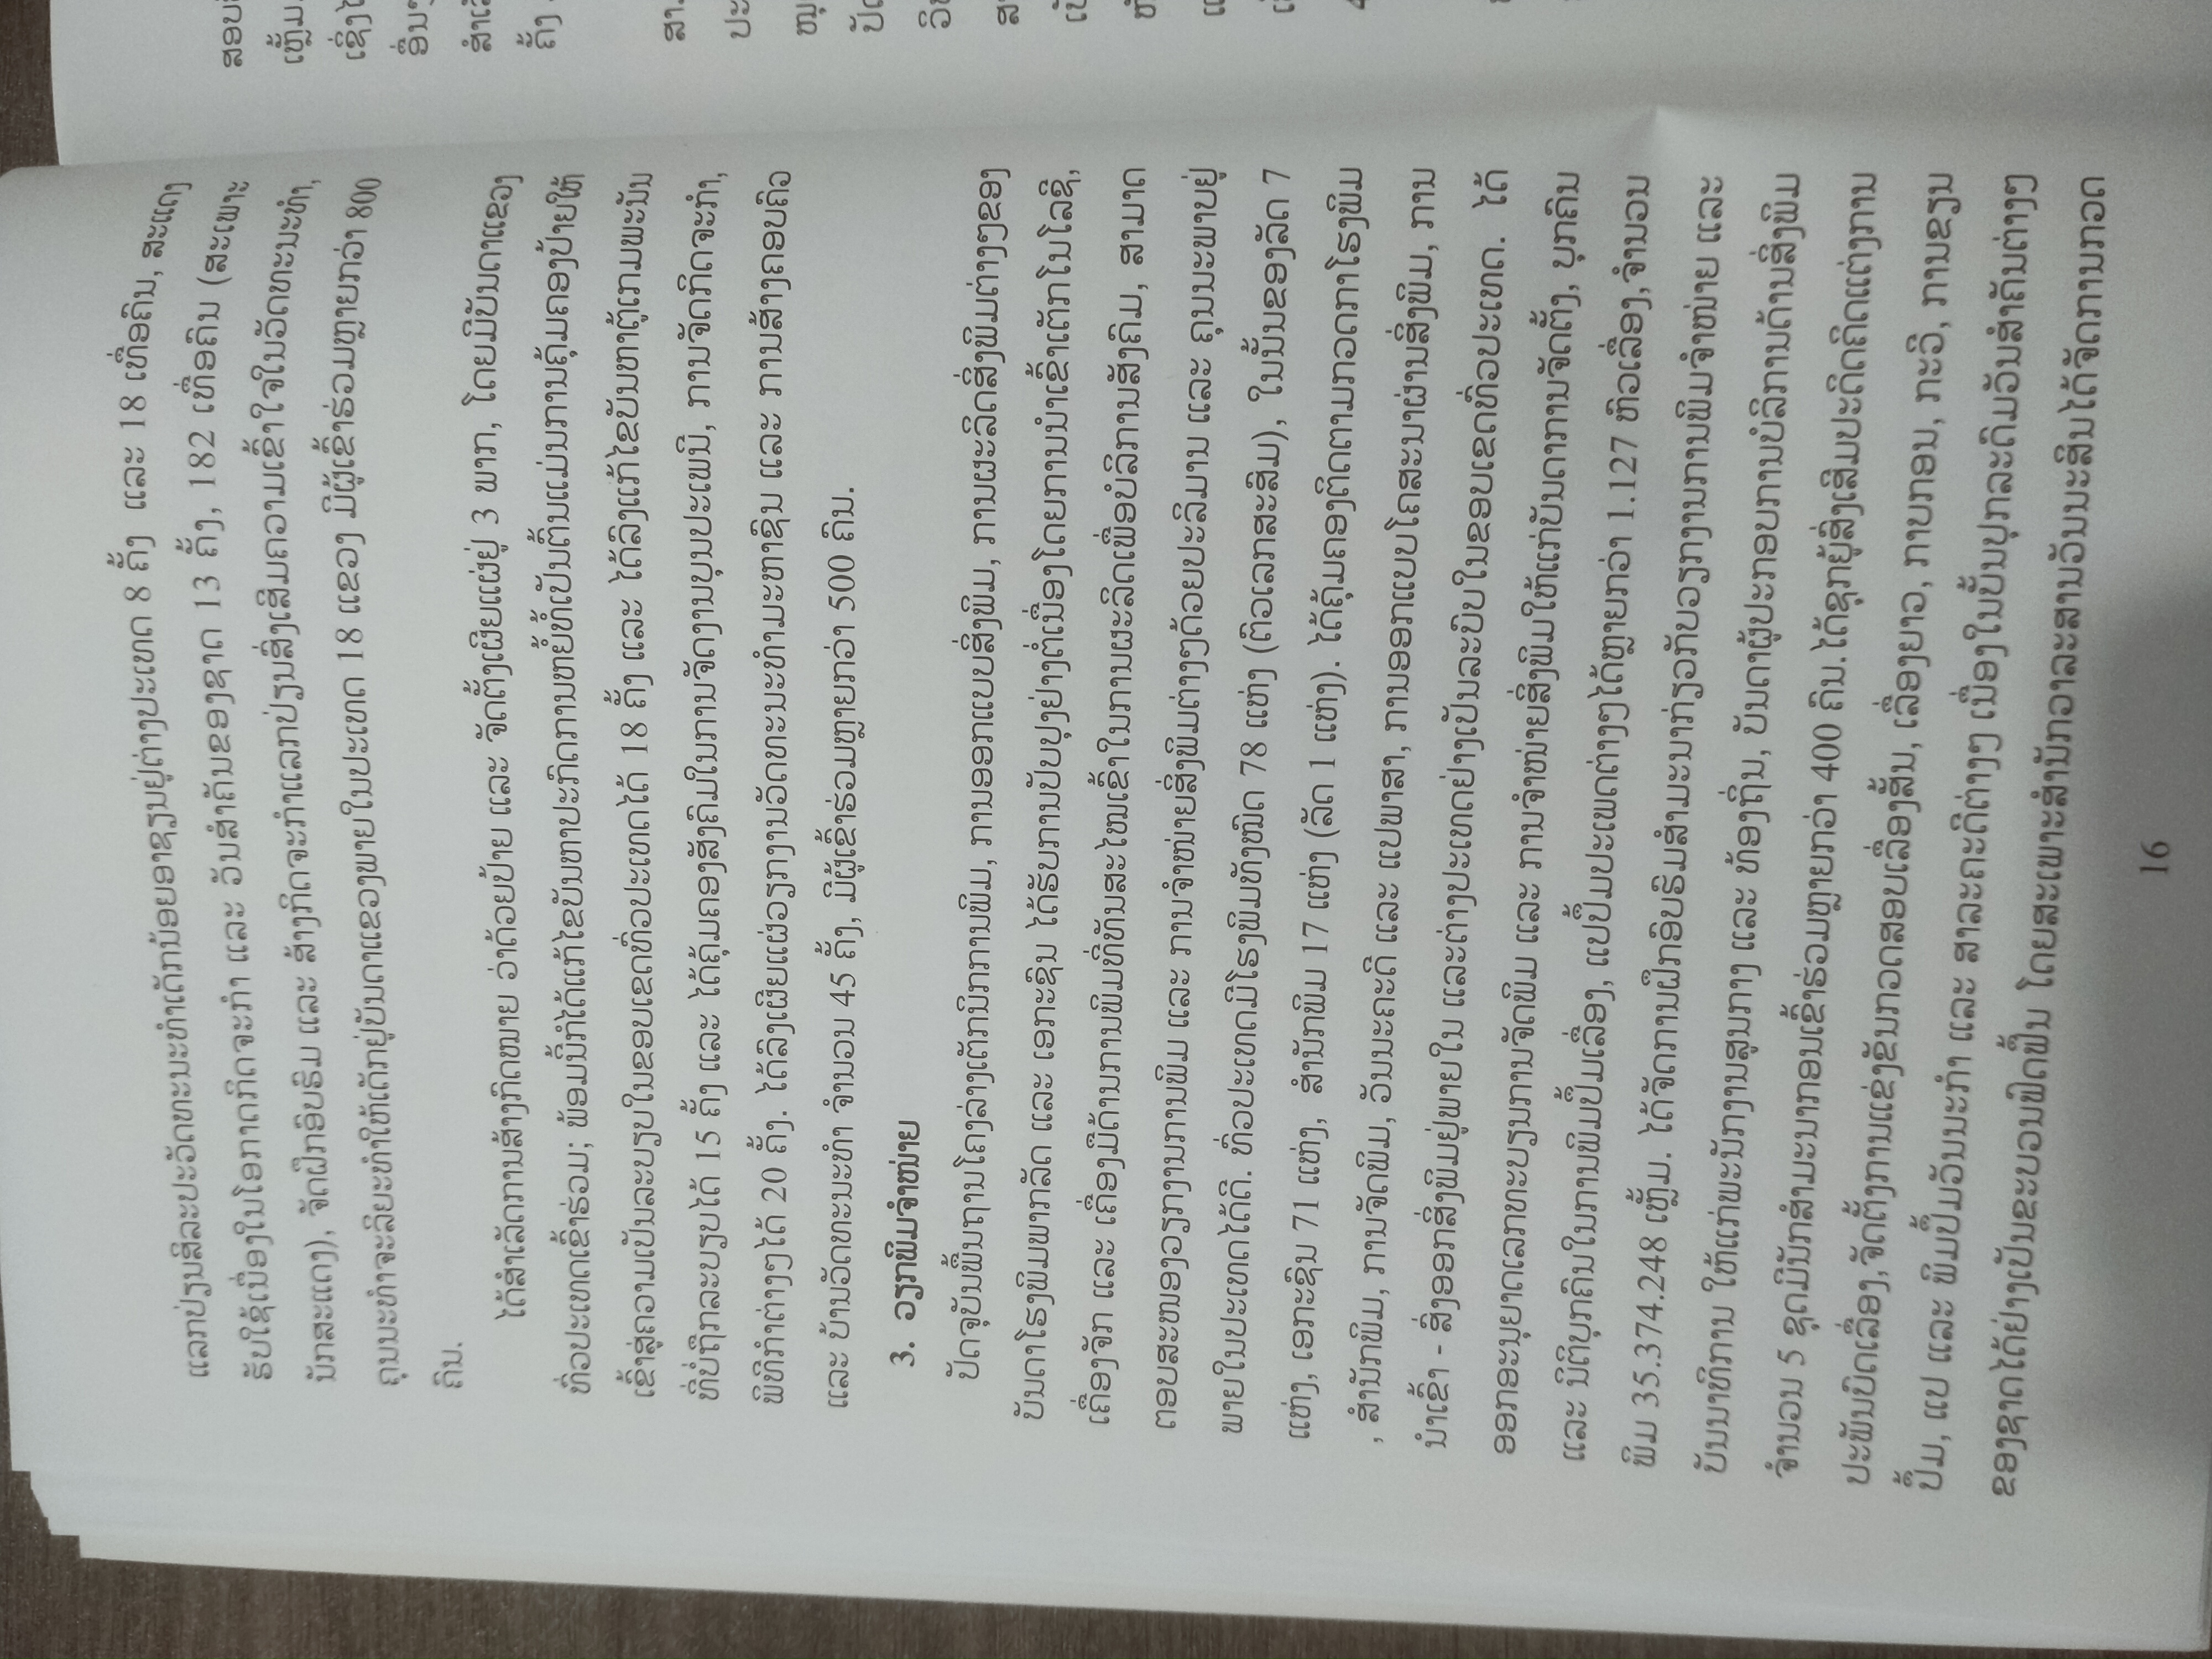 ແລກປ່ຽນສິລະປະວັດທະນະທຳເດັກນ້ອຍອາຊຽນຢູ່ຕ່າງປະເທດ 8 ຄັ້ງ ແລະ 18 ເທື່ອຄົນ, ສະແດງ
ຮັບໃຊ້ເນື່ອງໃນໂອກາດກິດຈະກຳ ແລະ ວັນສຳຄັນຂອງຊາດ 13 ຄັ້ງ, 182 ເທື່ອຄົນ (ສະເພາະ
ນັກສະແດງ), ຈັດຝຶກອົບຮົມ ແລະ ສ້າງກິດຈະກຳແລກປ່ຽນສົ່ງເສີມຄວາມເຂົ້າໃຈໃນວັດທະນະທຳ,
ຄຸນນະທຳຈະລິຍະທຳໃຫ້ເດັກຢູ່ບັນດາແຂວງພາຍໃນປະເທດ 18 ແຂວງ ມີຜູ້ເຂົ້າຮ່ວມຫຼາຍກວ່າ 800
ຄົນ.
ໄດ້ສຳເລັດການສ້າງກົດໝາຍ ວ່າດ້ວຍປ້າຍ ແລະ ຈັດຕັ້ງເຜີຍແຜ່ຢູ່ 3 ພາກ, ໂດຍມີບັນດາແຂວງ
ທົ່ວປະເທດເຂົ້າຮ່ວມ; ພ້ອມນັ້ນກໍໄດ້ແກ້ໄຂບັນຫາປະກົດການຫຍໍ້ທໍ້ເປັນຕົ້ນແມ່ນການຄຸ້ມຄອງປ້າຍໃຫ້
ເຂົ້າສູ່ຄວາມເປັນລະບຽບໃນຂອບເຂດທົ່ວປະເທດໄດ້ 18 ຄັ້ງ ແລະ ໄດ້ລົງແກ້ໄຂບັນຫາຕູ້ເກມພະນັນ
ທີ່ບໍ່ຖືກລະບຽບໄດ້ 15 ຄັ້ງ ແລະ ໄດ້ຄຸ້ມຄອງສັງຄົມໃນການຈັດງານບຸນປະເພນີ, ການຈັດກິດຈະກຳ,
ພິທີກຳຕ່າງໆໄດ້ 20 ຄັ້ງ. ໄດ້ລົງເຜີຍແຜ່ວຽກງານວັດທະນະທຳມະຫາຊົນ ແລະ ການສ້າງຄອບຄົວ
ແລະ ບ້ານວັດທະນະທຳ ຈຳນວນ 45 ຄັ້ງ, ມີຜູ້ເຂົ້າຮ່ວມຫຼາຍກວ່າ 500 ຄົນ.
3. ວຽກພິມຈຳໜ່າຍ
ປັດຈຸບັນພື້ນຖານໂຄງລ່າງເຕັກນິກການພິມ, ການອອກແບບສິ່ງພິມ, ການຜະລິດສິ່ງພິມຕ່າງໆຂອງ
ບັນດາໂຮງພິມພາກລັດ ແລະ ເອກະຊົນ ໄດ້ຮັບການປັບປຸງຢ່າງຕໍ່ເນື່ອງໂດຍການນຳເຂົ້າເຕັກໂນໂລຊີ,
ເຄື່ອງຈັກ ແລະ ເຄື່ອງມືດ້ານການພິມທີ່ທັນສະໄໝເຂົ້າໃນການຜະລິດເພື່ອບໍລິການສັງຄົມ, ສາມາດ
ຕອບສະໜອງວຽກງານການພິມ ແລະ ການຈຳໜ່າຍສິ່ງພິມຕ່າງໆດ້ວຍປະລິມານ ແລະ ຄຸນນະພາບຢູ່
ພາຍໃນປະເທດໄດ້ດີ. ທົ່ວປະເທດມີໂຮງພິມທັງໝົດ 78 ແຫ່ງ (ຕົວເລກສະສົມ), ໃນນັ້ນຂອງລັດ 7
ແຫ່ງ, ເອກະຊົນ 71 ແຫ່ງ, ສຳນັກພິມ 17 ແຫ່ງ (ລັດ 1 ແຫ່ງ). ໄດ້ຄຸ້ມຄອງຕິດຕາມກວດກາໂຮງພິມ
, ສຳນັກພິມ, ການຈັດພິມ, ວັນນະຄະດີ ແລະ ແປພາສາ, ການອອກແບບໂຄສະນາຜ່ານສິ່ງພິມ, ການ
ນຳເຂົ້າ - ສົ່ງອອກສິ່ງພິມຢູ່ພາຍໃນ ແລະຕ່າງປະເທດຢ່າງເປັນລະບົບໃນຂອບເຂດທົ່ວປະເທດ. ໄດ້
ອອກອະນຸຍາດເລກທະບຽນການຈັດພິມ ແລະ ການຈຳໜ່າຍສິ່ງພິມໃຫ້ແກ່ບັນດາການຈັດຕັ້ງ, ບຸກຄົນ
ແລະ ນິຕິບຸກຄົນໃນການພິມປຶ້ມເລື່ອງ, ແປປຶ້ມປະເພດຕ່າງໆໄດ້ຫຼາຍກວ່າ 1.127 ຫົວເລື່ອງ,ຈຳນວນ
ພິມ 35.374.248 ເຫຼັ້ມ. ໄດ້ຈັດການຝຶກອົບຮົມສຳມະນາກ່ຽວກັບວຽກງານການພິມຈຳໜ່າຍ ແລະ
ບັນນາທິການ ໃຫ້ແກ່ພະນັກງານສູນກາງ ແລະ ທ້ອງຖິ່ນ, ບັນດາຜູ້ປະກອບການບໍລິການດ້ານສິ່ງພິມ
ຈຳນວນ 5 ຊຸດມີນັກສຳມະນາກອນເຂົ້າຮ່ວມຫຼາຍກວ່າ 400 ຄົນ.ໄດ້ຊຸກຍູ້ສົ່ງເສີມປະດິດຄິດແຕ່ງການ
ປະພັນບົດເລື່ອງ,ຈັດຕັ້ງການແຂ່ງຂັນກວດສອບເລື່ອງສັ້ນ, ເລື່ອງຍາວ, ກາບກອນ, ກະວີ, ການຂຽນ
ປຶ້ມ, ແປ ແລະ ພິມປຶ້ມວັນນະກຳ ແລະ ສາລະຄະດີຕ່າງໆ ເນື່ອງໃນປັ້ນບຸກລະດົມວັນສຳຄັນຕ່າງໆ
ຂອງຊາດໄດ້ຢ່າງເປັນຂະບວນຟົດຟື້ນ ໂດຍສະເພາະສຳນັກວາລະສານວັນນະສິນໄດ້ຈັດການກວດ
16